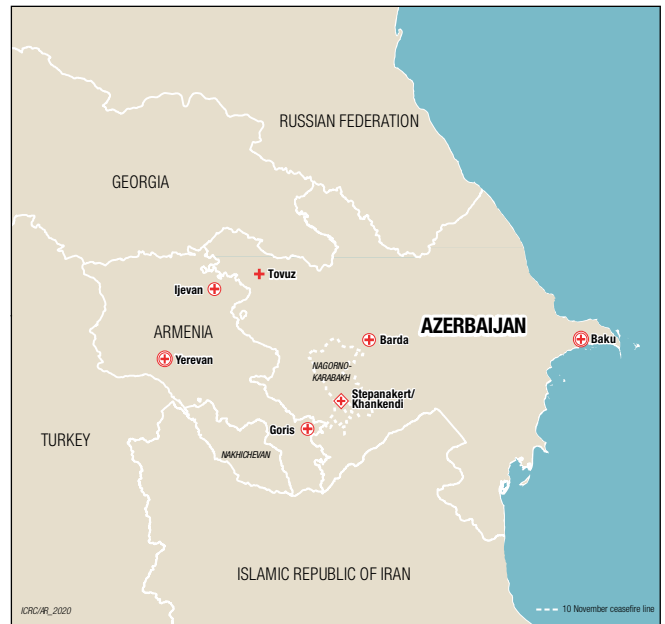 RUSSIAN FEDERATION
GEORGIA
Tovuz
Ijevan
AZERBAIJAN
ARMENIA
Barda
Baku
Yerevan
NAGORNO-
KARABAKH
Stepanakert/
Khankendi
Goris
TURKEY
NAKHICHEVAN
ISLAMIC REPUBLIC OF IRAN
ICRC/AR_2020
10 November ceasefire line